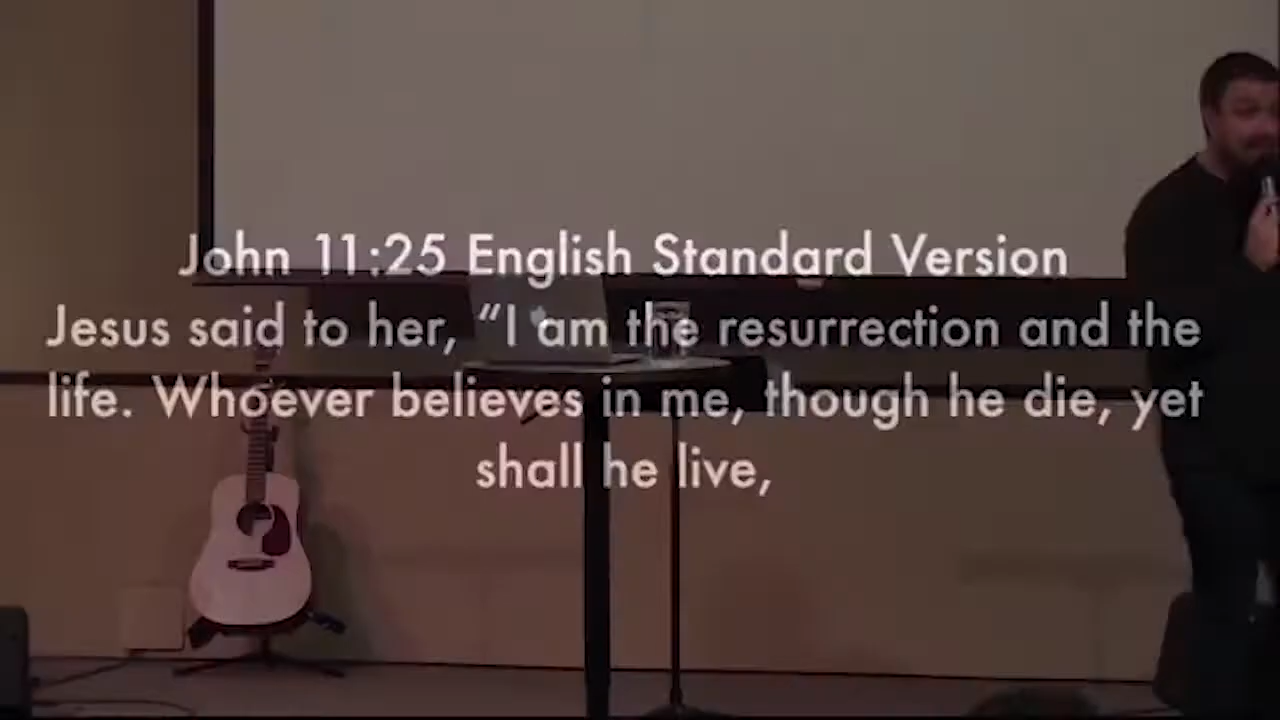 John 11:25 English Standard Version
Jesus said to her, “I am the resurrection and the
life. Whoever believes in me, though he die, yet
shall he live,